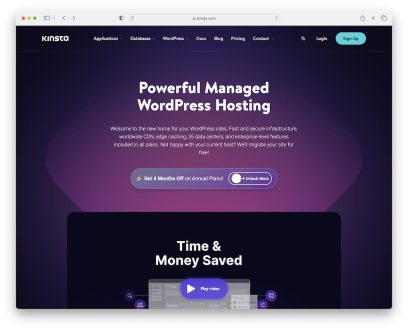 kinsta.com
KINSta
Applications
Databases
WordPress
Docs
Blog
Pricing
Contact
Login
Sign Up
Powerful Managed
WordPress Hosting
Welcome to the new home for your WordPress sites. Fast and secure infrastructure,
worldwide CDN, edge caching, 35 data centers, and enterprise-level features
included in all plans. Not happy with your current host? We'll migrate your site for
free!
🎉 Get 4 Months Off on Annual Plans! Unlock More
Time &
Money Saved
Play video